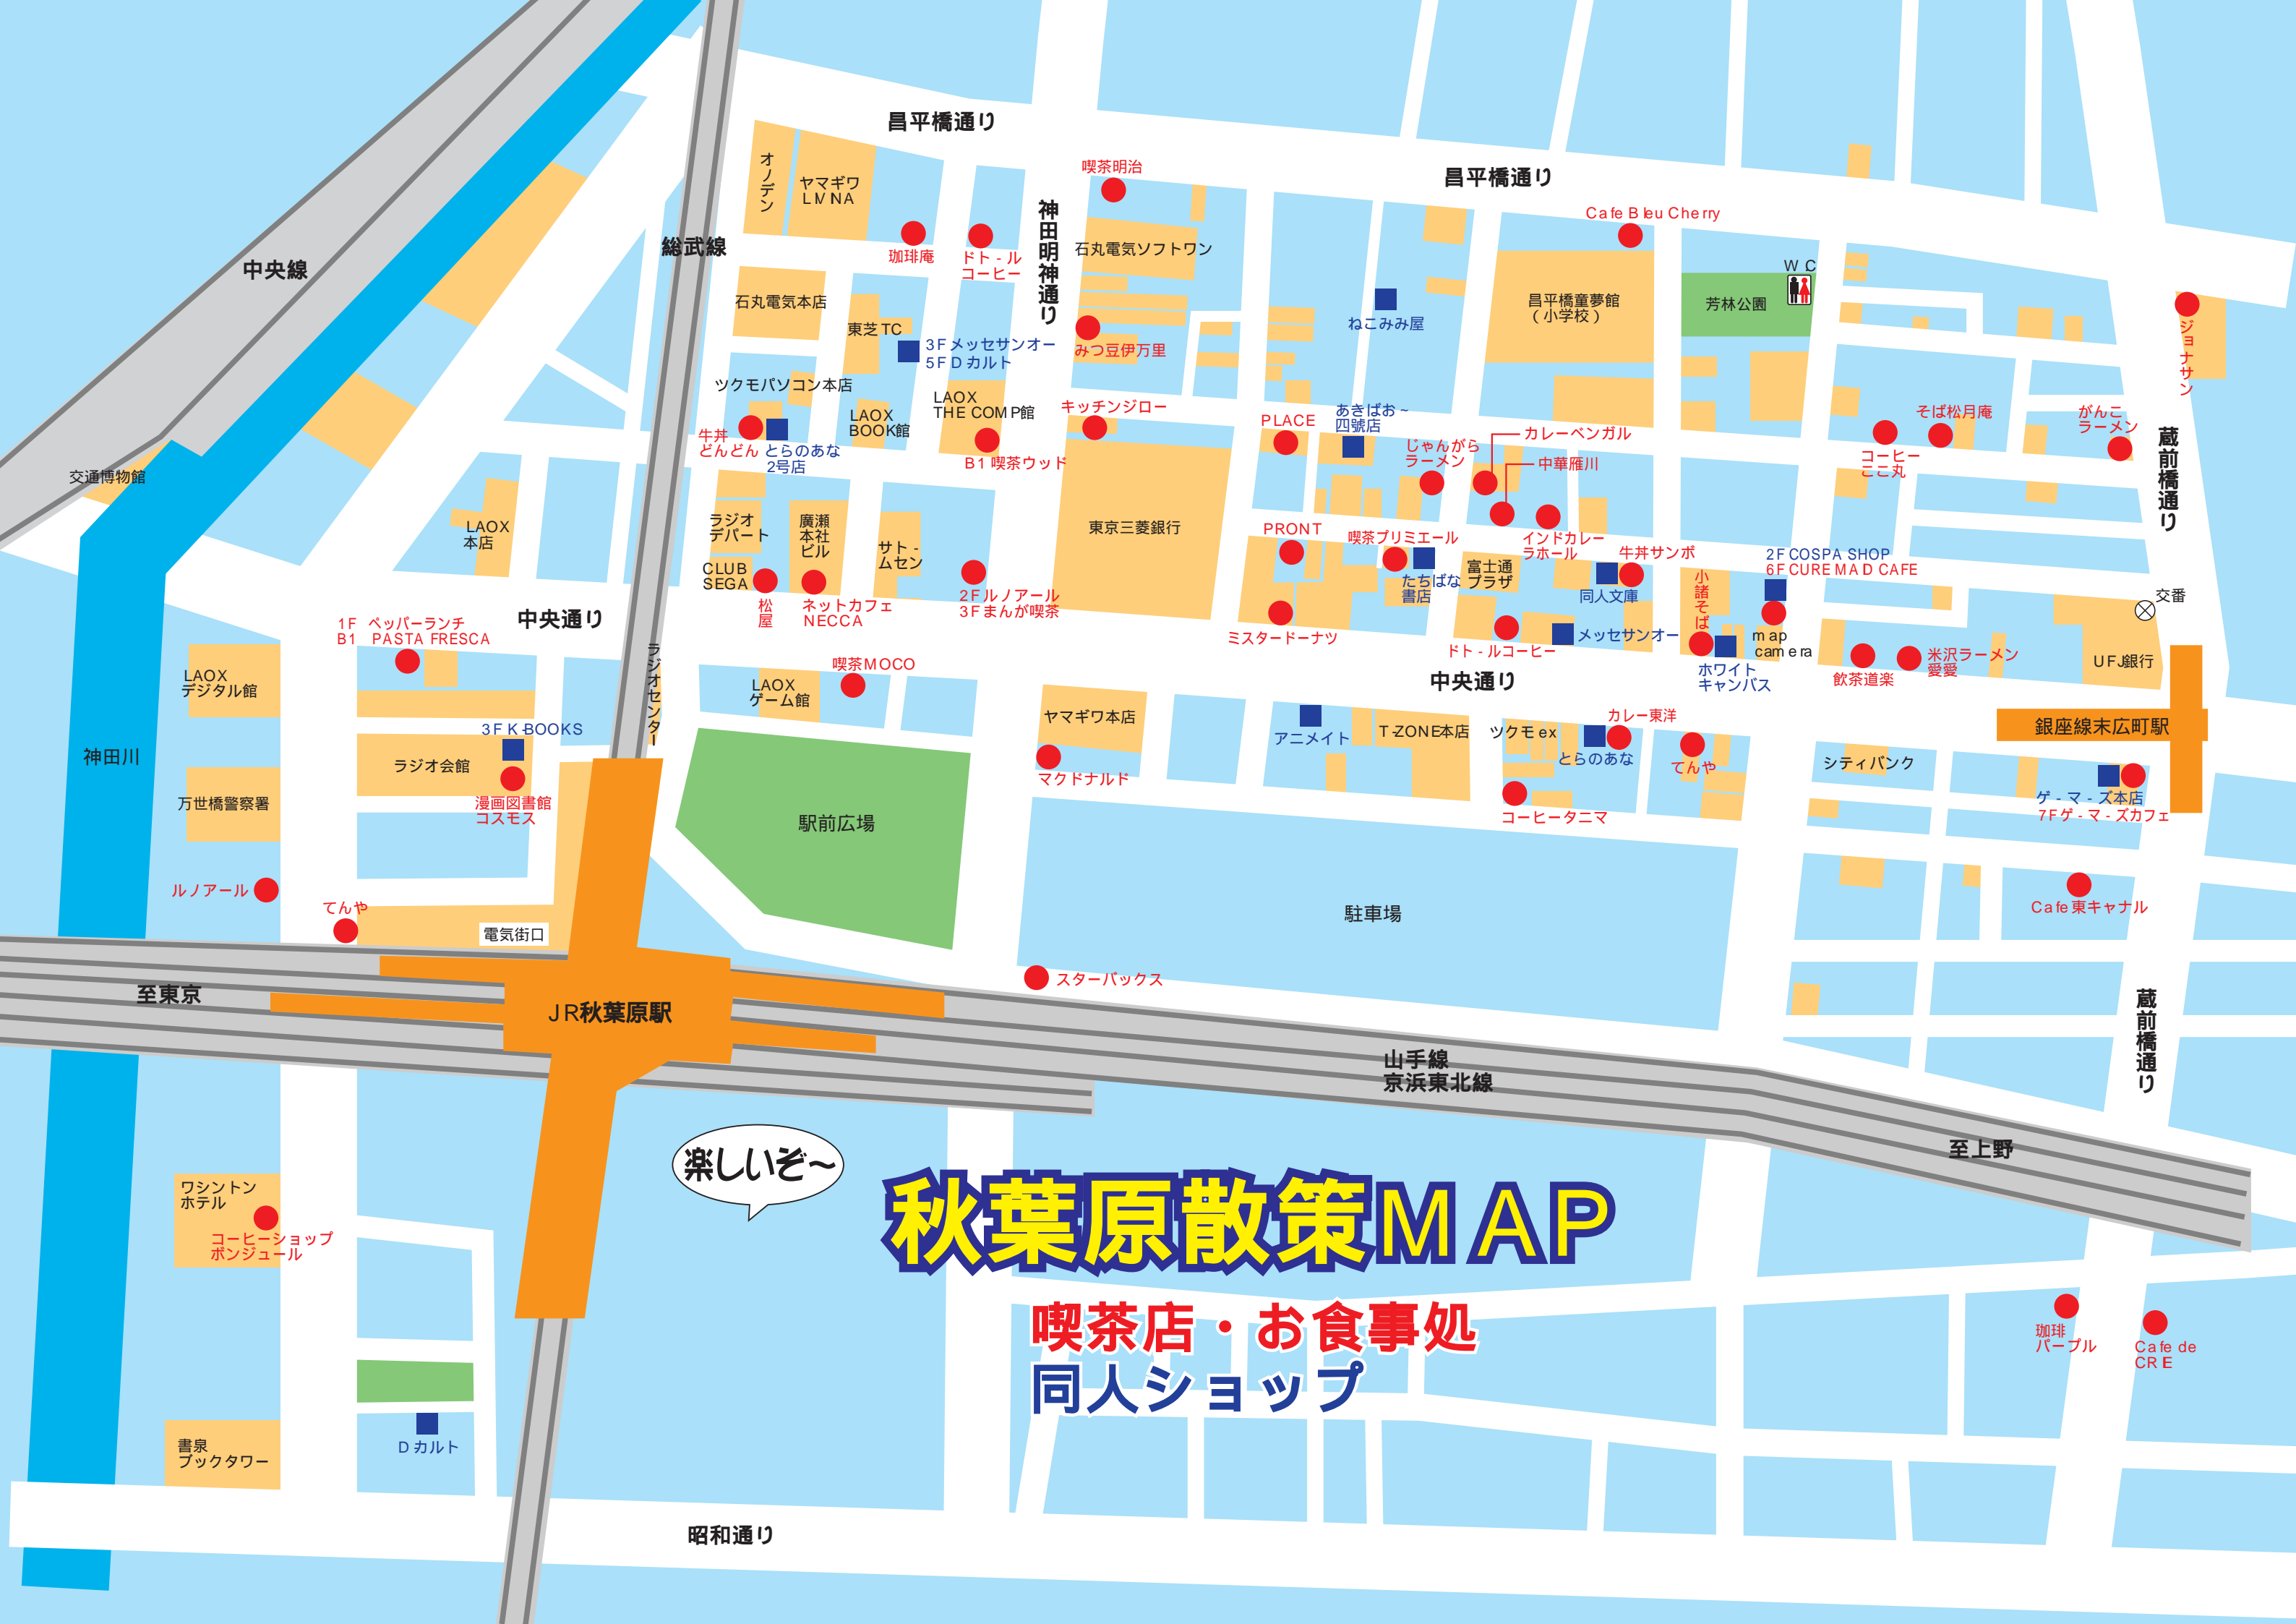 昌平橋通り
昌平橋通り
中央線
総武線
神田明神通り
オノデン
ヤマギワ
LIVINA
珈琲庵
ドト-ル
コーヒー
喫茶明治
石丸電気ソフトワン
Cafe Bleu Cherry
W.C
石丸電気本店
東芝TC
3Fメッセサンオー
5FD.カルト
みつ豆伊万里
ねこみみ屋
昌平橋童夢館
(小学校)
芳林公園
ジョナサン
ツクモパソコン本店
LAOX
BOOK館
LAOX
THE COMP館
キッチンジロー
牛丼
どんどん
とらのあな
2号店
B1 喫茶ウッド
PLACE
あきばお~
四號店
じゃんがら
ラーメン
カレーベンガル
中華雁川
そば松月庵
コーヒー
ここ丸
がんこ
ラーメン
蔵前橋通り
交通博物館
LAOX
本店
ラジオ
デパート
廣瀬
本社
ビル
サト-
ムセン
CLUB
SEGA
松屋
ネットカフェ
NECCA
2Fルノアール
3Fまんが喫茶
東京三菱銀行
PRONT
喫茶プリミエール
たちばな
書店
富士通
プラザ
インドカレー
ラホール
牛丼サンボ
同人文庫
小諸そば
2FCOSPA SHOP
6FCURE MAID CAFE
交番
ミスタードーナツ
ドト-ルコーヒー
メッセサンオー
ホワイト
キャンバス
map
camera
飲茶道楽
米沢ラーメン
愛愛
UFJ銀行
中央通り
中央通り
1F ペッパーランチ
B1 PASTA FRESCA
LAOX
デジタル館
ラジオセンター
LAOX
ゲーム館
喫茶MOCO
ヤマギワ本店
マクドナルド
アニメイト
T-ZONE本店
ツクモex
とらのあな
カレー東洋
てんや
コーヒータニマ
シティバンク
銀座線末広町駅
ゲ-マ-ズ本店
7Fゲ-マ-ズカフェ
神田川
3FK-BOOKS
ラジオ会館
漫画図書館
コスモス
万世橋警察署
駅前広場
駐車場
ルノアール
てんや
電気街口
Cafe東キャナル
スターバックス
至東京
JR秋葉原駅
山手線
京浜東北線
蔵前橋通り
至上野
楽しいぞ~
秋葉原散策MAP
喫茶店・お食事処
同人ショップ
ワシントン
ホテル
コーヒーショップ
ボンジュール
珈琲
パープル
Cafe de
CRIE
書泉
ブックタワー
D.カルト
昭和通り